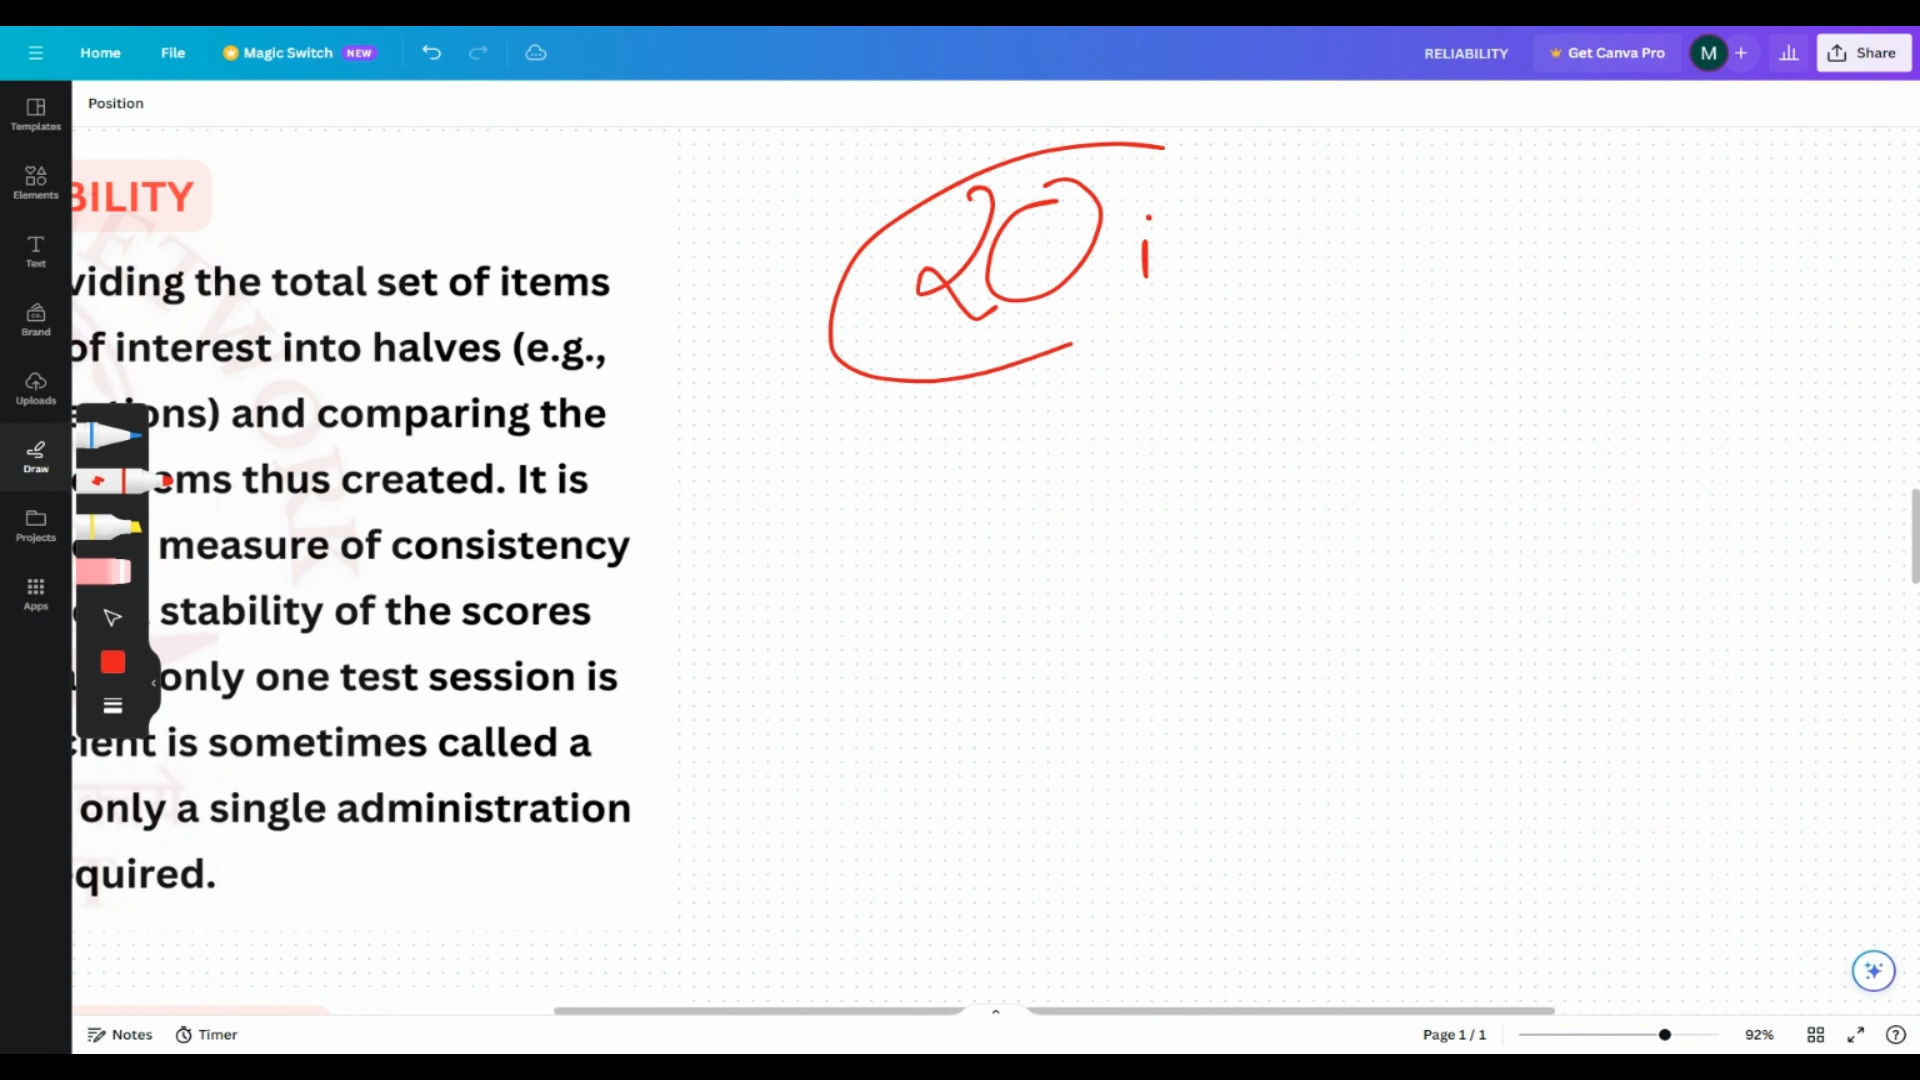 Home File Magic Switch NEW RELIABILITY Get Canva Pro M + Share
Position
Templates
Elements
Text
Brand
Uploads
Draw
Projects
Apps
BILITY
viding the total set of items
of interest into halves (e.g.,
ons) and comparing the
ems thus created. It is
measure of consistency
stability of the scores
only one test session is
cient is sometimes called a
only a single administration
quired.
20 i
NETWORK
Notes Timer Page 1 / 1 92%